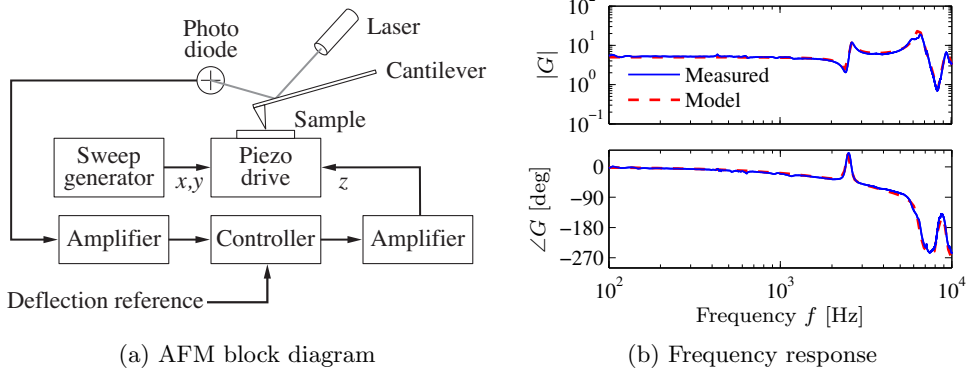 Photo
diode
Laser
Cantilever
Sample
Sweep
generator
x,y
Piezo
drive
z
Amplifier
Controller
Amplifier
Deflection reference
(a) AFM block diagram
|G|
10²
10¹
10⁰
10⁻¹
Measured
Model
∠G [deg]
0
−90
−180
−270
10² 10³ 10⁴
Frequency f [Hz]
(b) Frequency response